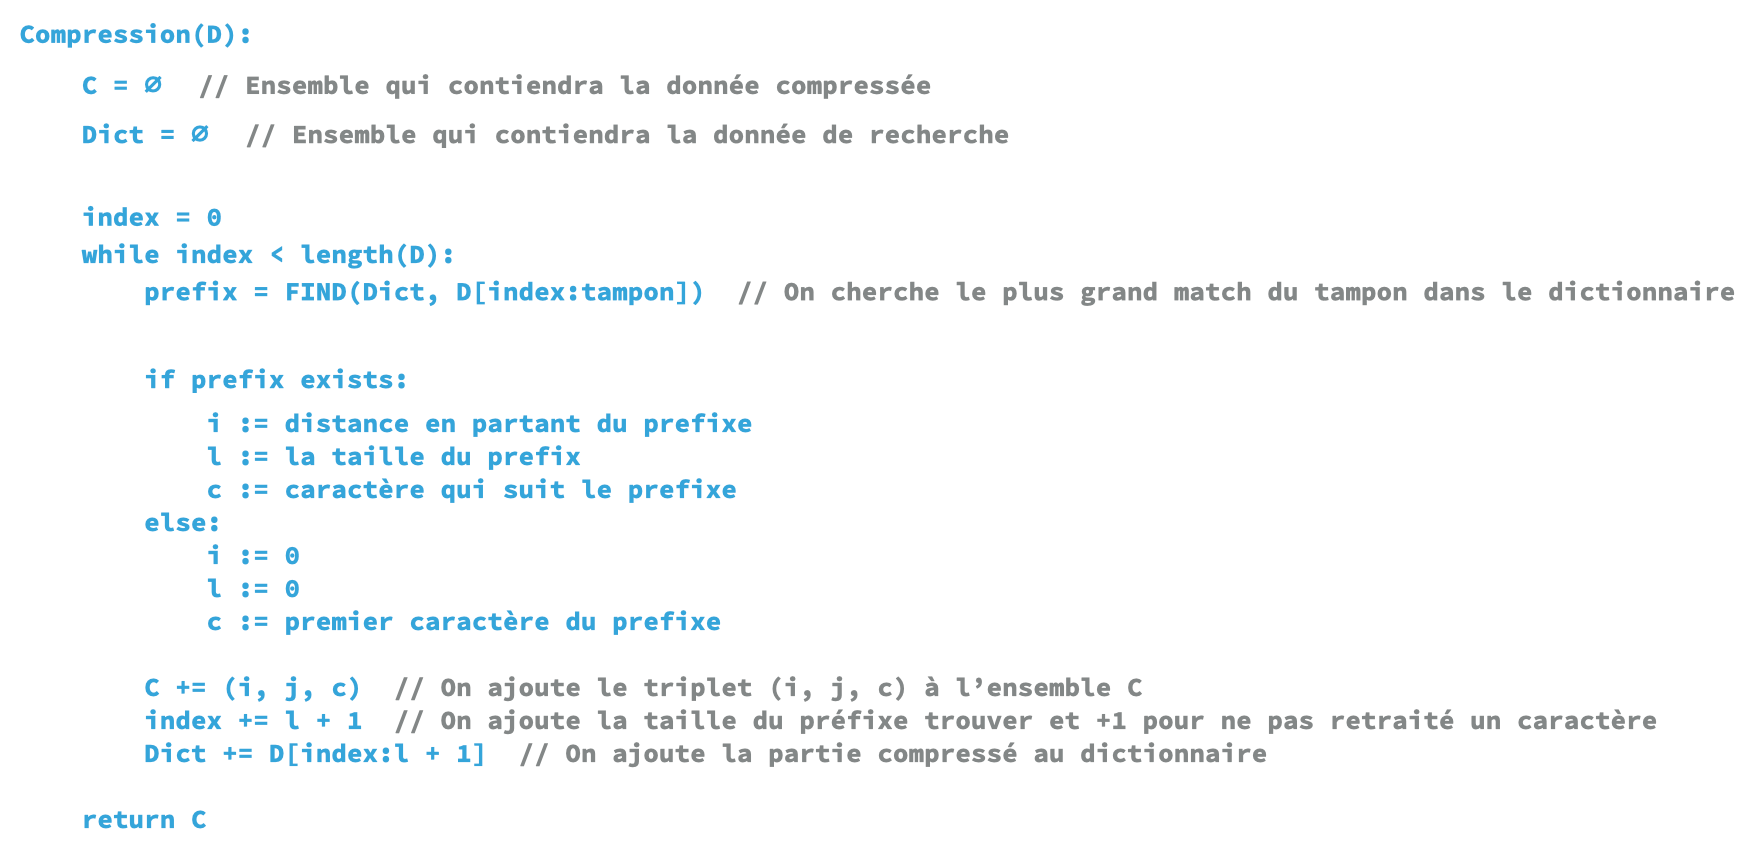 Compression(D):
C = ∅ // Ensemble qui contiendra la donnée compressée
Dict = ∅ // Ensemble qui contiendra la donnée de recherche
index = 0
while index < length(D):
prefix = FIND(Dict, D[index:tampon]) // On cherche le plus grand match du tampon dans le dictionnaire
if prefix exists:
i := distance en partant du prefixe
l := la taille du prefix
c := caractère qui suit le prefixe
else:
i := 0
l := 0
c := premier caractère du prefixe
C += (i, j, c) // On ajoute le triplet (i, j, c) à l’ensemble C
index += l + 1 // On ajoute la taille du préfixe trouver et +1 pour ne pas retraité un caractère
Dict += D[index:l + 1] // On ajoute la partie compressé au dictionnaire
return C